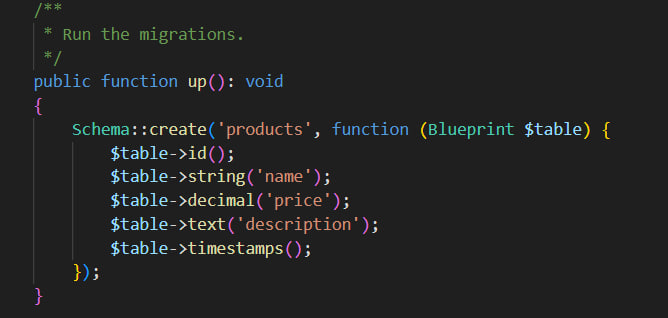 /**
 * Run the migrations.
 */
public function up(): void
{
    Schema::create('products', function (Blueprint $table) {
        $table->id();
        $table->string('name');
        $table->decimal('price');
        $table->text('description');
        $table->timestamps();
    });
}